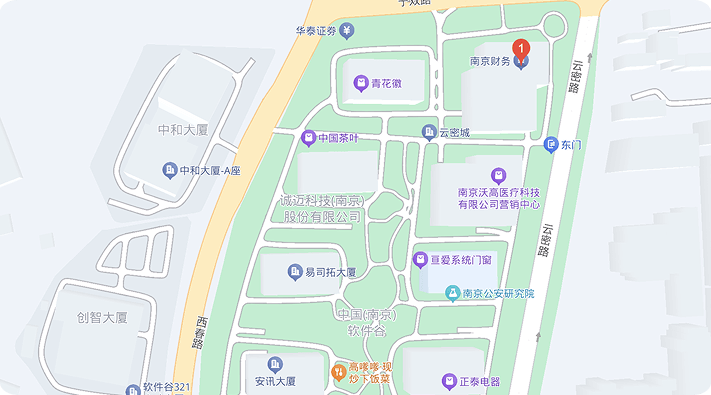 宁双路
华泰证券
1
南京财务
云密路
青花徽
中和大厦
中国茶叶
云密城
东门
中和大厦-A座
南京沃高医疗科技
有限公司营销中心
诚迈科技(南京)
股份有限公司
云密路
亘爱系统门窗
易司拓大厦
南京公安研究院
创智大厦
中国(南京)
软件谷
西春路
高嗲嗲·现
炒下饭菜
安讯大厦
正泰电器
软件谷321